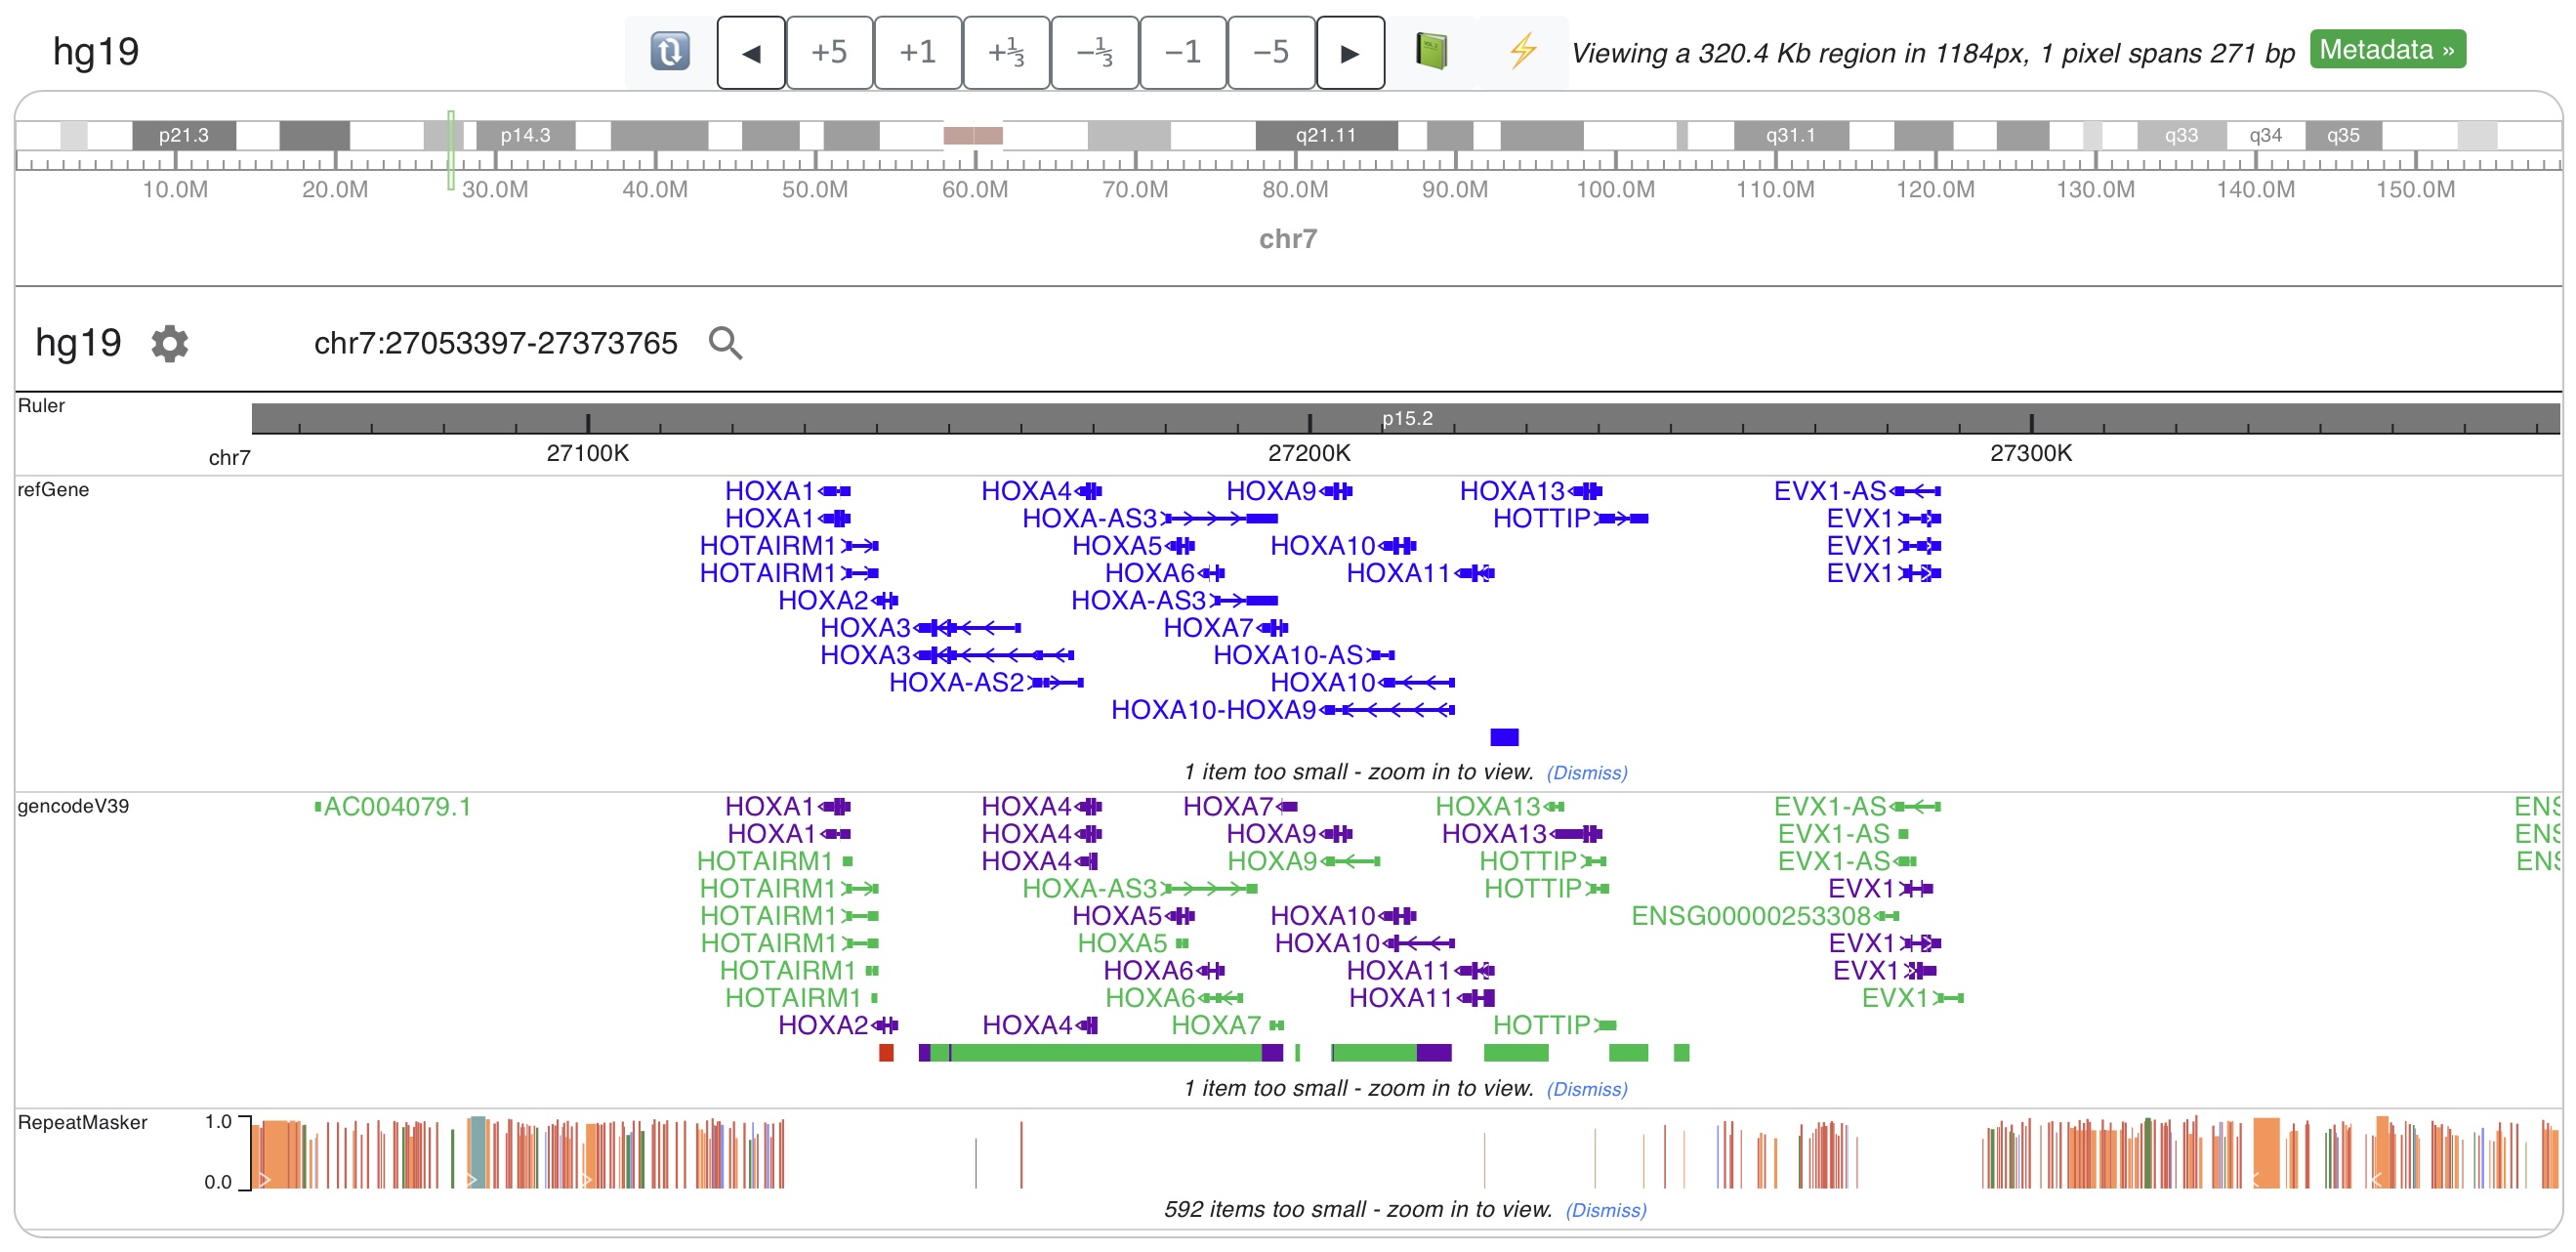 hg19 +5 +1 +⅓ −⅓ −1 −5 Viewing a 320.4 Kb region in 1184px, 1 pixel spans 271 bp Metadata »
p21.3 p14.3 q21.11 q31.1 q33 q34 q35
10.0M 20.0M 30.0M 40.0M 50.0M 60.0M 70.0M 80.0M 90.0M 100.0M 110.0M 120.0M 130.0M 140.0M 150.0M
chr7
hg19 chr7:27053397-27373765
Ruler p15.2
chr7 27100K 27200K 27300K
refGene HOXA1 HOXA4 HOXA9 HOXA13 EVX1-AS
HOXA1 HOXA-AS3 HOTTIP EVX1
HOTAIRM1 HOXA5 HOXA10 EVX1
HOTAIRM1 HOXA6 HOXA11 EVX1
HOXA2 HOXA-AS3
HOXA3 HOXA7
HOXA3 HOXA10-AS
HOXA-AS2 HOXA10
HOXA10-HOXA9
1 item too small - zoom in to view. (Dismiss)
gencodeV39 AC004079.1 HOXA1 HOXA4 HOXA7 HOXA13 EVX1-AS ENS
HOXA1 HOXA4 HOXA9 HOXA13 EVX1-AS ENS
HOTAIRM1 HOXA4 HOXA9 HOTTIP EVX1-AS ENS
HOTAIRM1 HOXA-AS3 HOTTIP EVX1
HOTAIRM1 HOXA5 HOXA10 ENSG00000253308
HOTAIRM1 HOXA5 HOXA10 EVX1
HOTAIRM1 HOXA6 HOXA11 EVX1
HOTAIRM1 HOXA6 HOXA11 EVX1
HOXA2 HOXA4 HOXA7 HOTTIP
1 item too small - zoom in to view. (Dismiss)
RepeatMasker 1.0
0.0
592 items too small - zoom in to view. (Dismiss)